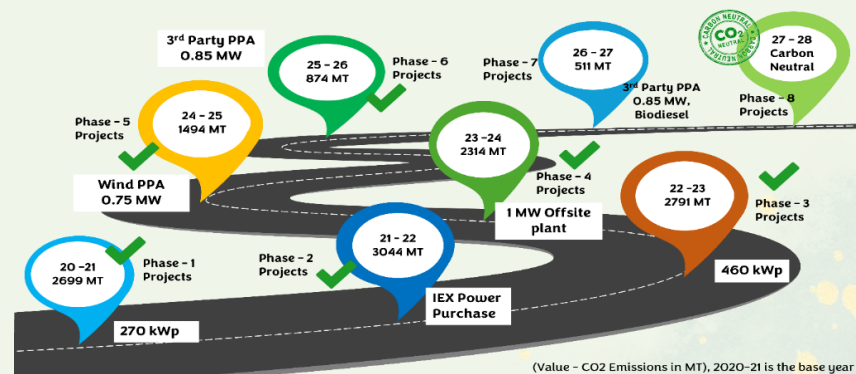 3rd Party PPA
0.85 MW
25 – 26
874 MT
Phase – 6
Projects
Phase – 7
Projects
26 – 27
511 MT
3rd Party PPA
0.85 MW,
Biodiesel
CARBON NEUTRAL
CO2
NEUTRAL
CARBON NEUTRAL
27 – 28
Carbon
Neutral
Phase – 8
Projects
Phase – 5
Projects
24 – 25
1494 MT
Wind PPA
0.75 MW
23 –24
2314 MT
Phase – 4
Projects
1 MW Offsite
plant
22 –23
2791 MT
Phase – 3
Projects
460 kWp
20 –21
2699 MT
Phase – 1
Projects
270 kWp
Phase – 2
Projects
21 – 22
3044 MT
IEX Power
Purchase
(Value – CO2 Emissions in MT), 2020-21 is the base year